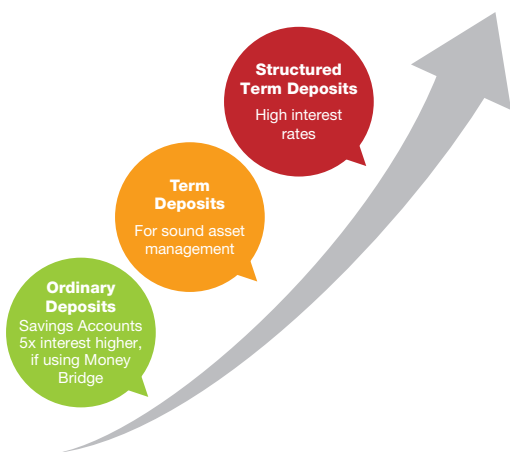 Structured
Term Deposits
High interest
rates
Term
Deposits
For sound asset
management
Ordinary
Deposits
Savings Accounts
5x interest higher,
if using Money
Bridge